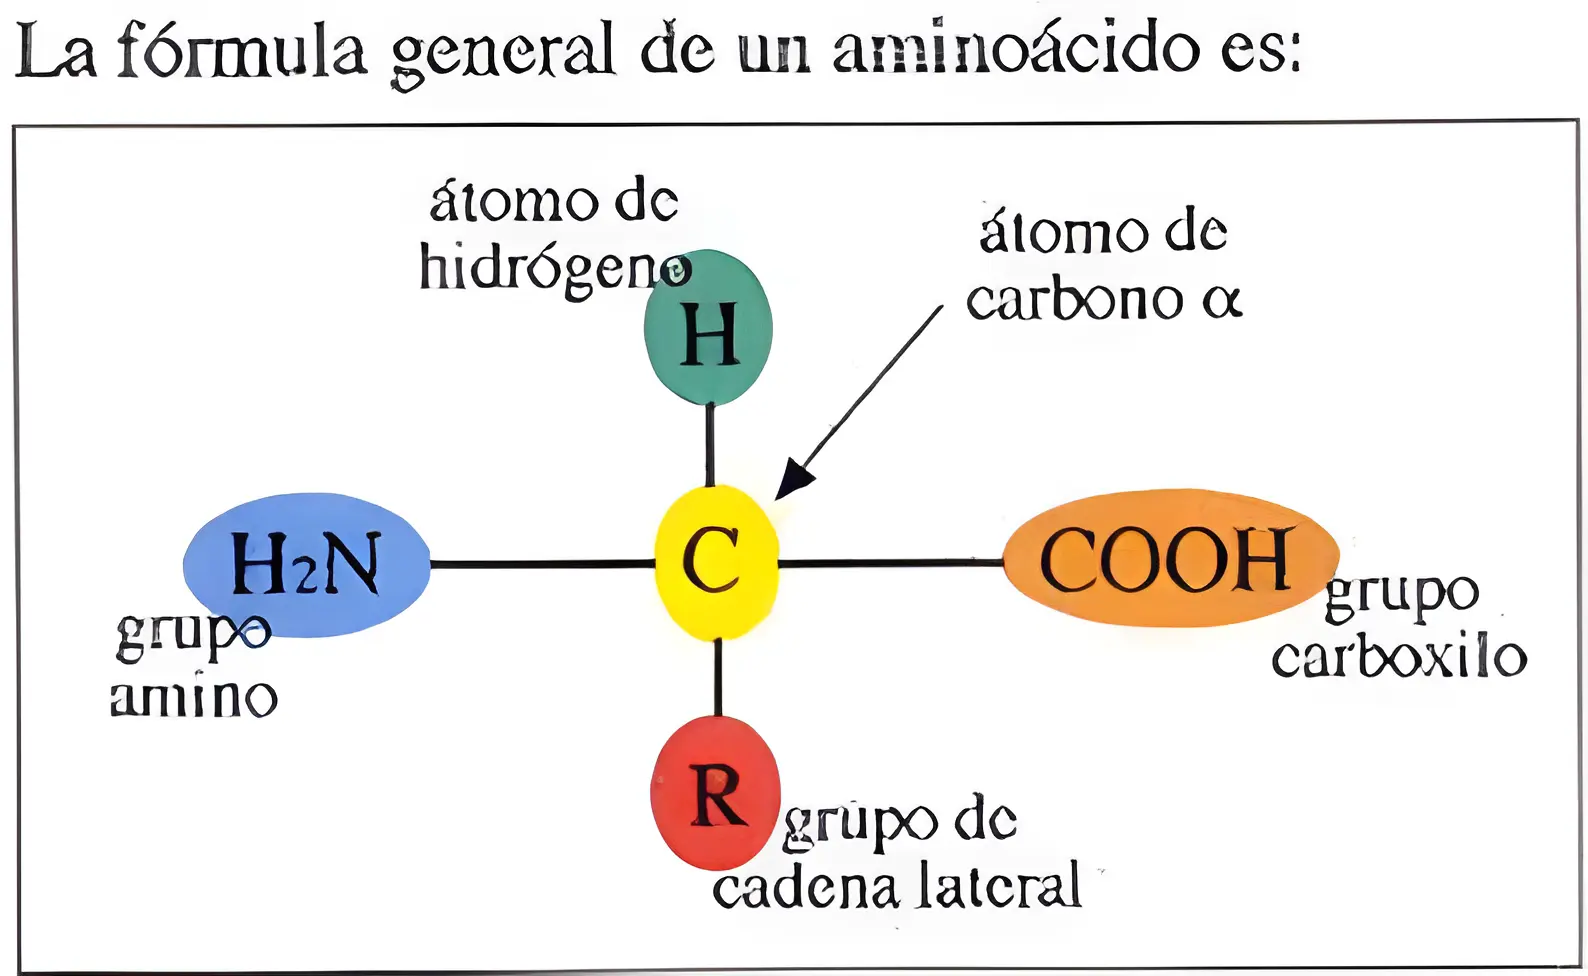 La fórmula general de un aminoácido es:
átomo de
hidrógeno
átomo de
carbono α
H
H₂N
C
COOH
grupo
amino
grupo
carboxilo
R
grupo de
cadena lateral